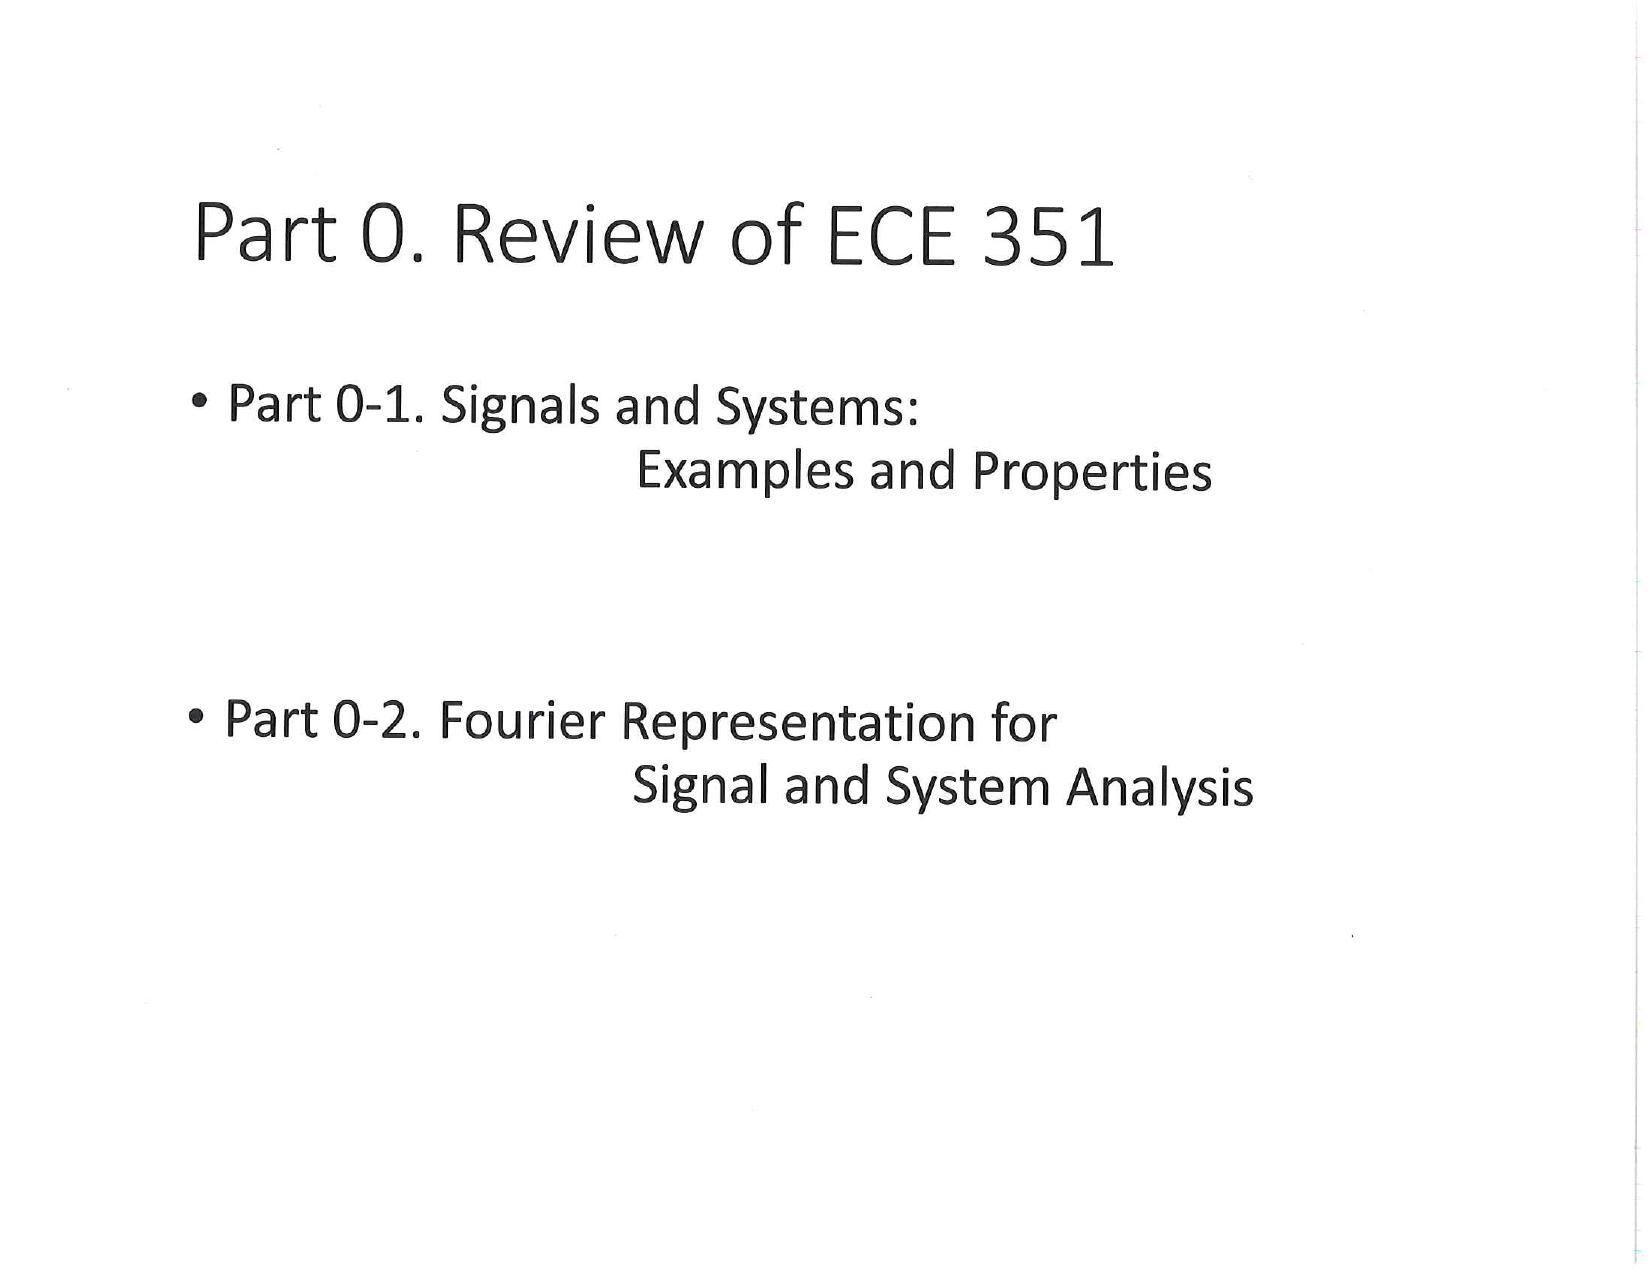 Part 0. Review of ECE 351
• Part 0-1. Signals and Systems:
Examples and Properties
• Part 0-2. Fourier Representation for
Signal and System Analysis